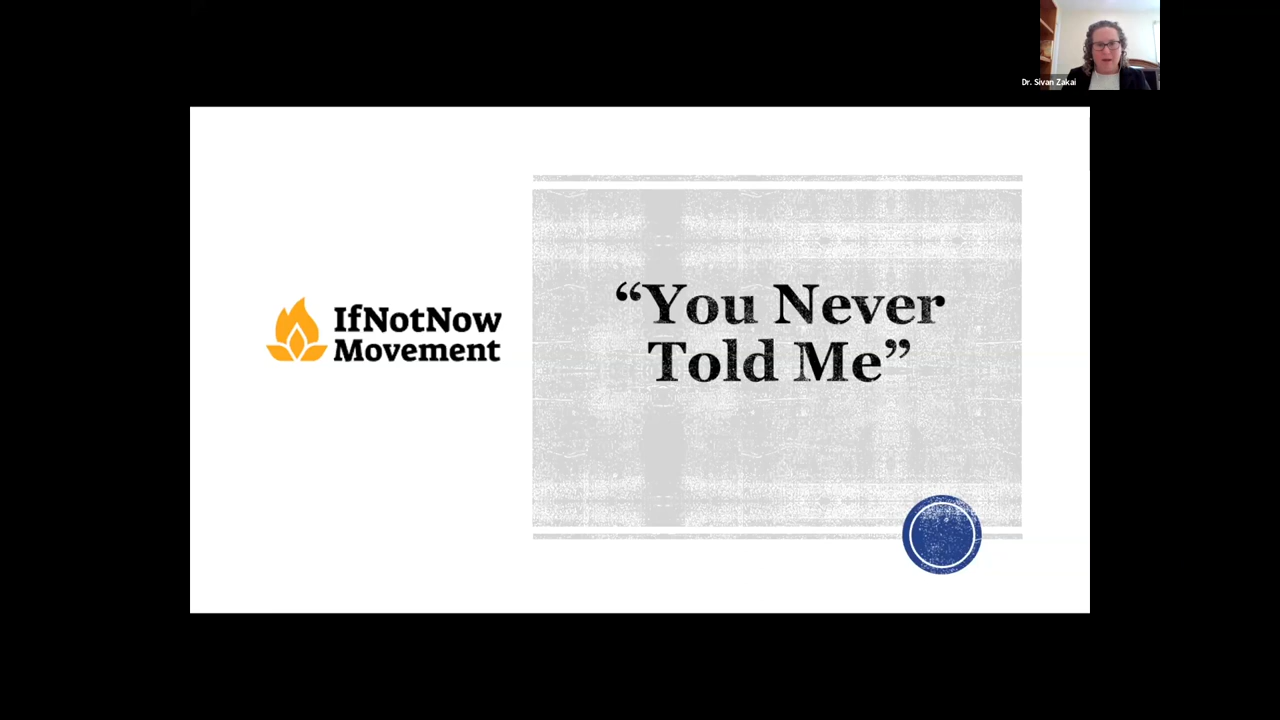 Dr. Sivan Zakai
IfNotNow
Movement
“You Never
Told Me”